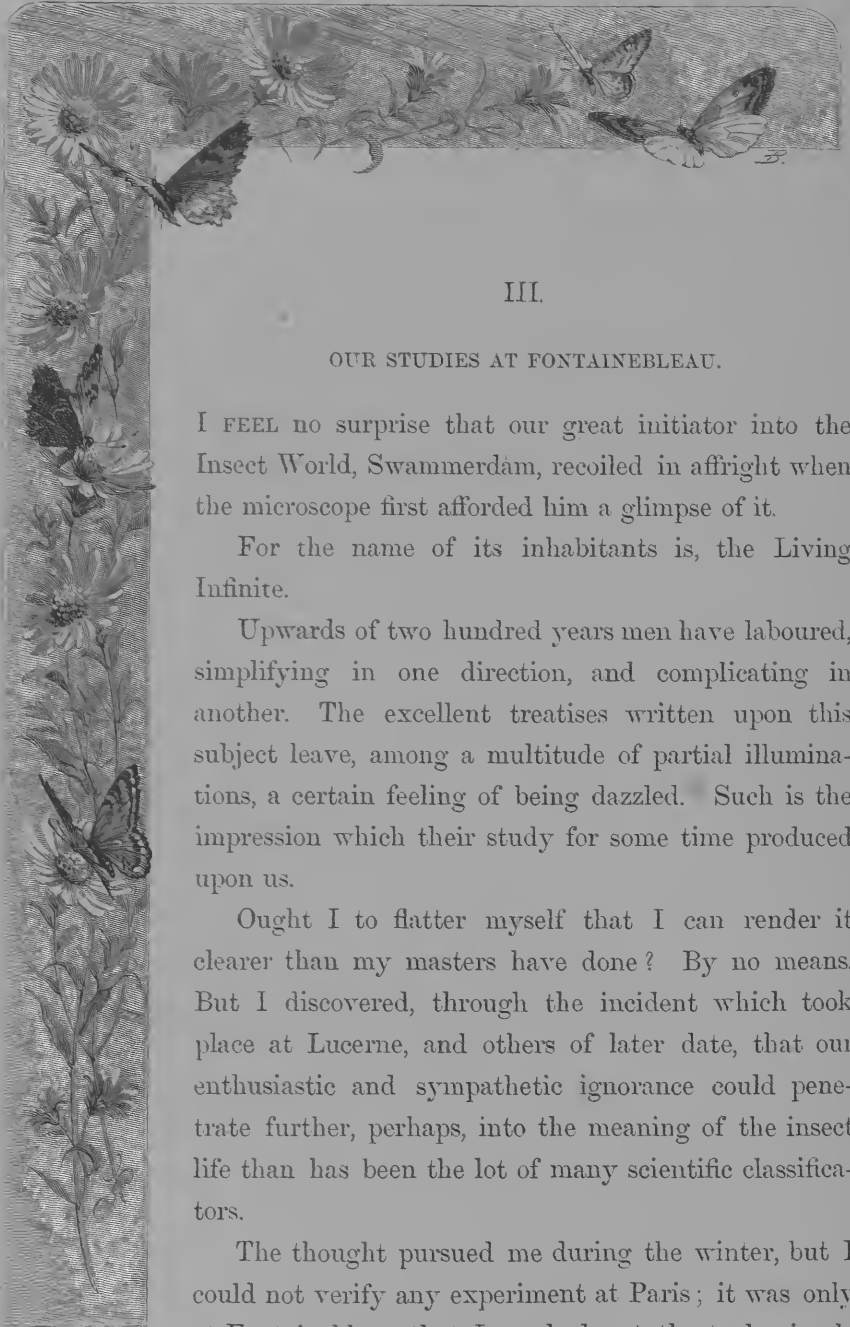 B.
III.
OUR STUDIES AT FONTAINEBLEAU.
I FEEL no surprise that our great initiator into the
Insect World, Swammerdam, recoiled in affright when
the microscope first afforded him a glimpse of it.
For the name of its inhabitants is, the Living
Infinite.
Upwards of two hundred years men have laboured,
simplifying in one direction, and complicating in
another. The excellent treatises written upon this
subject leave, among a multitude of partial illumina-
tions, a certain feeling of being dazzled. Such is the
impression which their study for some time produced
upon us.
Ought I to flatter myself that I can render it
clearer than my masters have done? By no means.
But I discovered, through the incident which took
place at Lucerne, and others of later date, that our
enthusiastic and sympathetic ignorance could pene-
trate further, perhaps, into the meaning of the insect
life than has been the lot of many scientific classifica-
tors.
The thought pursued me during the winter, but I
could not verify any experiment at Paris; it was only